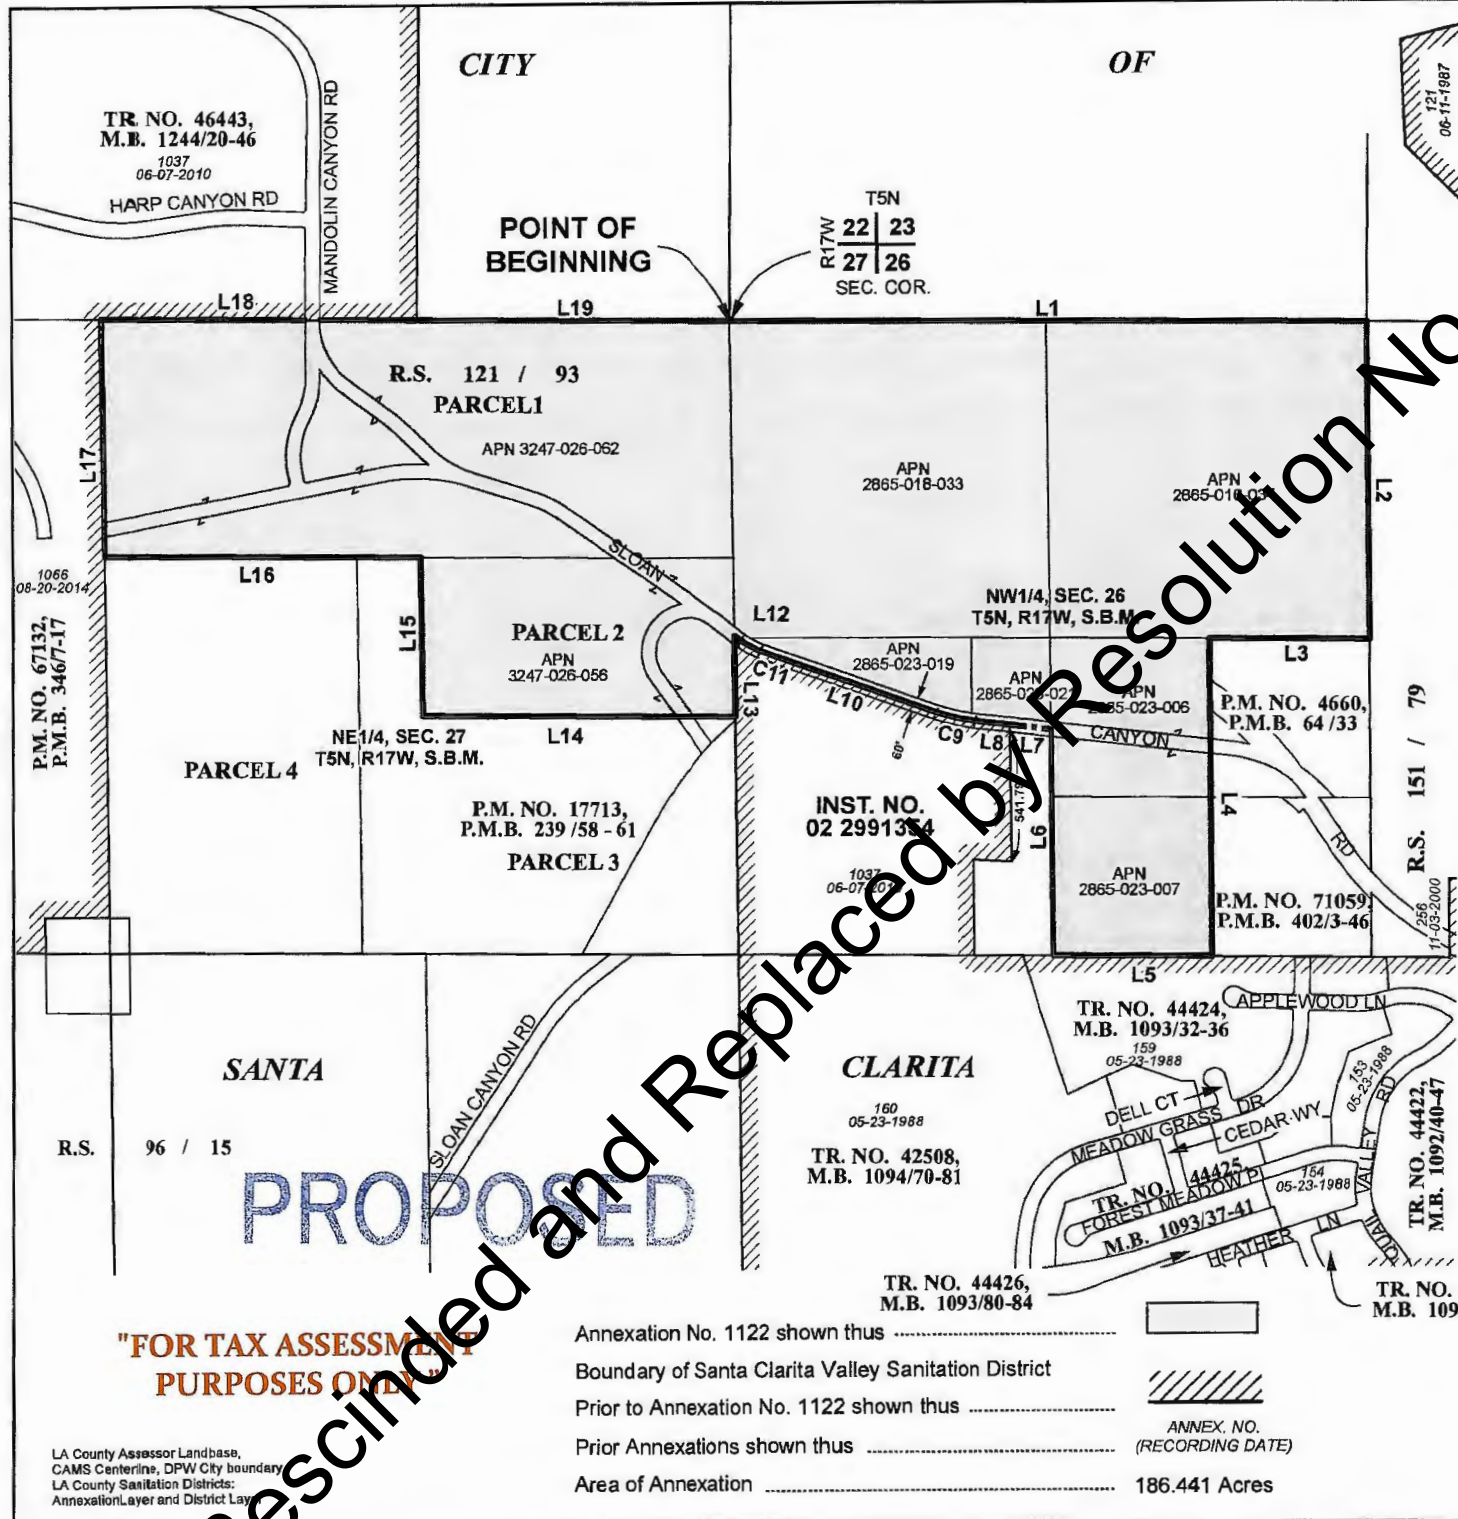 CITY OF
TR. NO. 46443,
M.B. 1244/20-46
1037
06-07-2010
HARP CANYON RD
MANDOLIN CANYON RD
121
06-11-1987
POINT OF
BEGINNING
T5N
R17W
22 23
27 26
SEC. COR.
L18
L19
L1
R.S. 121 / 93
PARCEL1
APN 3247-026-062
APN
2865-018-033
APN
L17
L2
SLOAN
1066
08-20-2014
P.M. NO. 67132,
P.M.B. 346/7-17
L16
L15
PARCEL 2
APN
3247-026-056
L12
NW1/4, SEC. 26
T5N, R17W, S.B.M.
APN
2865-023-019
APN
APN
L3
C11
L10
L13
C9
L8
L7
60'
CANYON
RD
P.M. NO. 4660,
P.M.B. 64 /33
R.S. 151 / 79
NE1/4, SEC. 27
T5N, R17W, S.B.M.
L14
PARCEL 4
P.M. NO. 17713,
P.M.B. 239 /58 - 61
PARCEL 3
INST. NO.
02 2991354
1037
L6
L4
APN
2865-023-007
P.M. NO. 71059,
P.M.B. 402/3-46
256
11-03-2000
L5
SANTA CLARITA
SLOAN CANYON RD
R.S. 96 / 15
160
05-23-1988
TR. NO. 42508,
M.B. 1094/70-81
TR. NO. 44424,
M.B. 1093/32-36
159
05-23-1988
APPLEWOOD LN
DELL CT
MEADOW GRASS DR
CEDAR WY
153
05-23-1988
TR. NO. 44422,
M.B. 1092/40-47
TR. NO. 44425,
M.B. 1093/37-41
FOREST MEADOW Pl
154
05-23-1988
HEATHER LN
QUAIL VALLEY RD
TR. NO. 44426,
M.B. 1093/80-84
TR. NO.
M.B. 109
PROPOSED
"FOR TAX ASSESSMENT
PURPOSES ONLY"
Annexation No. 1122 shown thus
Boundary of Santa Clarita Valley Sanitation District
Prior to Annexation No. 1122 shown thus
Prior Annexations shown thus
ANNEX. NO.
(RECORDING DATE)
Area of Annexation 186.441 Acres
LA County Assessor Landbase,
CAMS Centerline, DPW City boundary
LA County Sanitation Districts:
AnnexationLayer and District Layer
Rescinded and Replaced by Resolution No